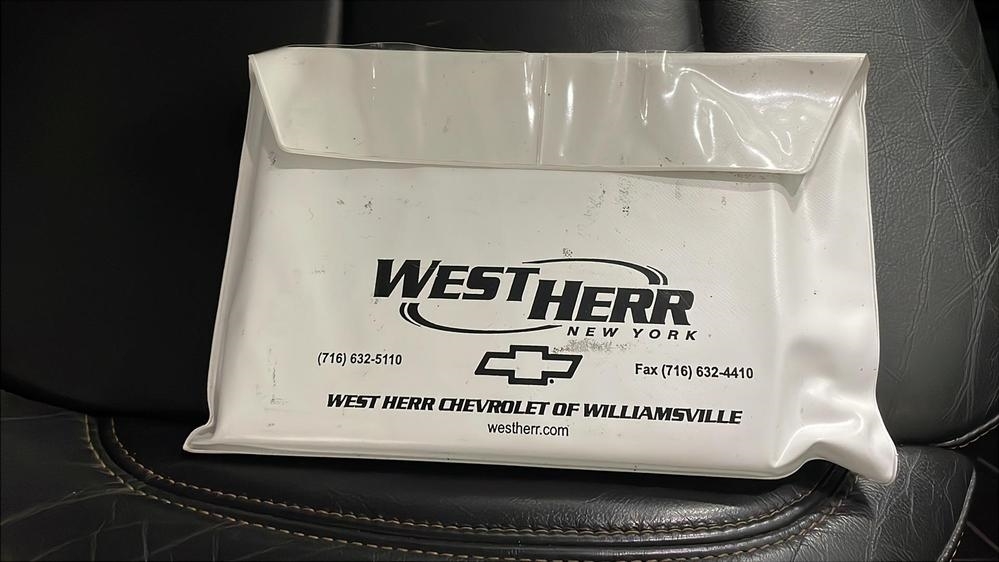 WEST HERR
NEW YORK
(716) 632-5110
Fax (716) 632-4410
WEST HERR CHEVROLET OF WILLIAMSVILLE
westherr.com